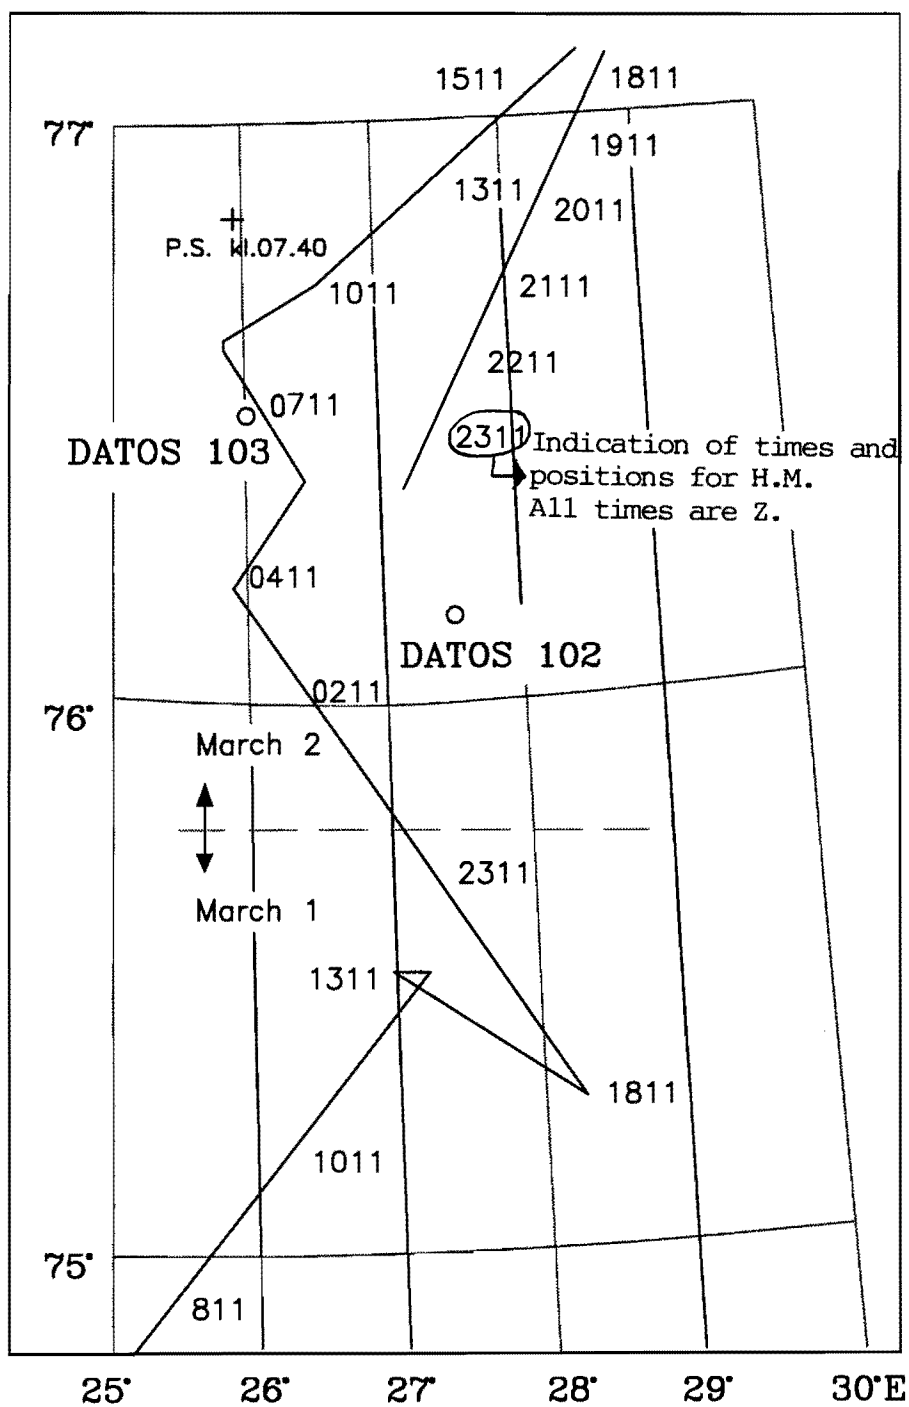 1511
1811
77°
1911
1311
2011
P.S. kl.07.40
1011
2111
2211
0711
DATOS 103
2311 Indication of times and
positions for H.M.
All times are Z.
0411
DATOS 102
0211
76°
March 2
2311
March 1
1311
1811
1011
75°
811
25° 26° 27° 28° 29° 30°E